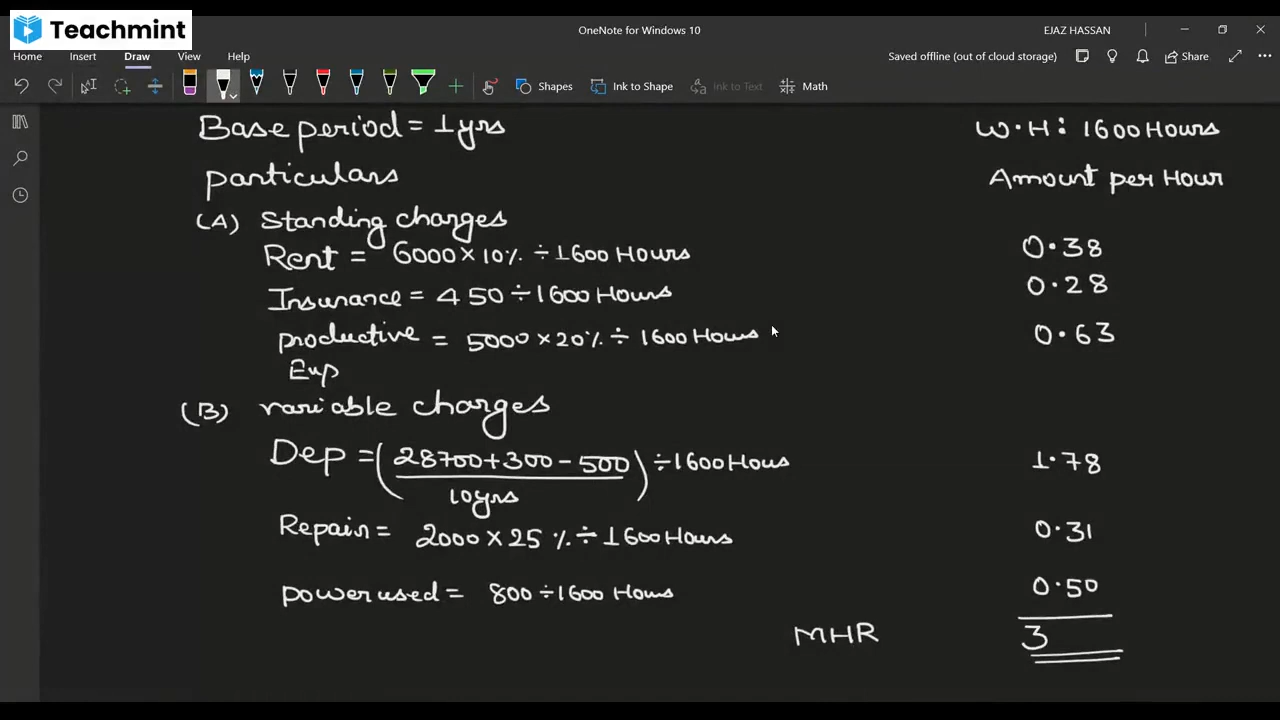 Teachmint
OneNote for Windows 10
EJAZ HASSAN
Home Insert Draw View Help
Saved offline (out of cloud storage) Share
Shapes Ink to Shape Ink to Text Math
Base period = 1yrs W.H: 1600 Hours
particulars Amount per Hour
(A) Standing charges
Rent = 6000 × 10% ÷ 1600 Hours 0.38
Insurance = 450 ÷ 1600 Hours 0.28
productive = 5000 × 20% ÷ 1600 Hours 0.63
Exp
(B) variable charges
Dep = (28700 + 300 - 500 / 10yrs) ÷ 1600 Hous 1.78
Repair = 2000 × 25 % ÷ 1600 Hours 0.31
power used = 800 ÷ 1600 Hous 0.50
MHR 3